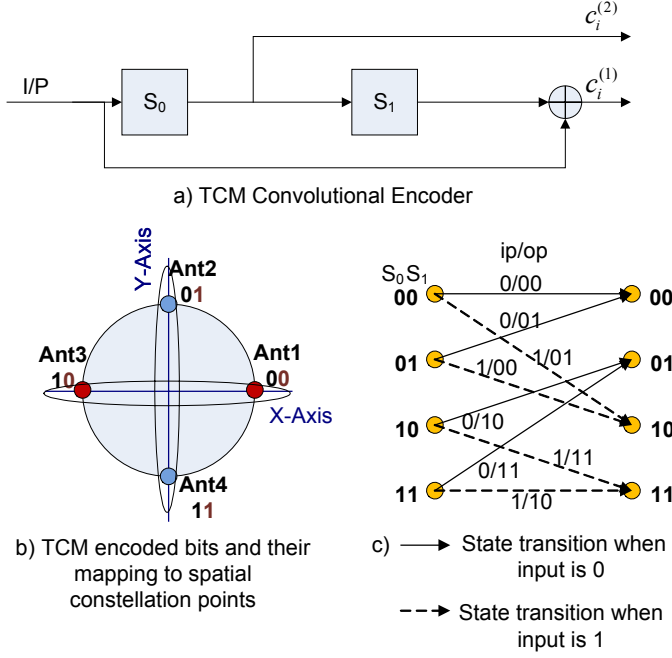 c_i^{(2)}
I/P
S_0
S_1
c_i^{(1)}
a) TCM Convolutional Encoder
Y-Axis
Ant2
01
Ant3
10
Ant1
00
X-Axis
Ant4
11
b) TCM encoded bits and their
mapping to spatial
constellation points
ip/op
S_0S_1
00
0/00
00
0/01
01
1/00
1/01
01
10
0/10
10
1/11
0/11
11
1/10
11
c)
State transition when
input is 0
State transition when
input is 1